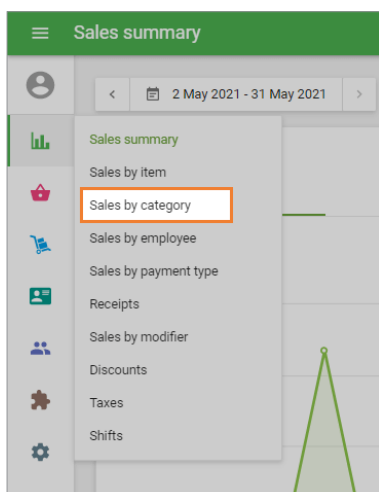 Sales summary
2 May 2021 - 31 May 2021
Sales summary
Sales by item
Sales by category
Sales by employee
Sales by payment type
Receipts
Sales by modifier
Discounts
Taxes
Shifts